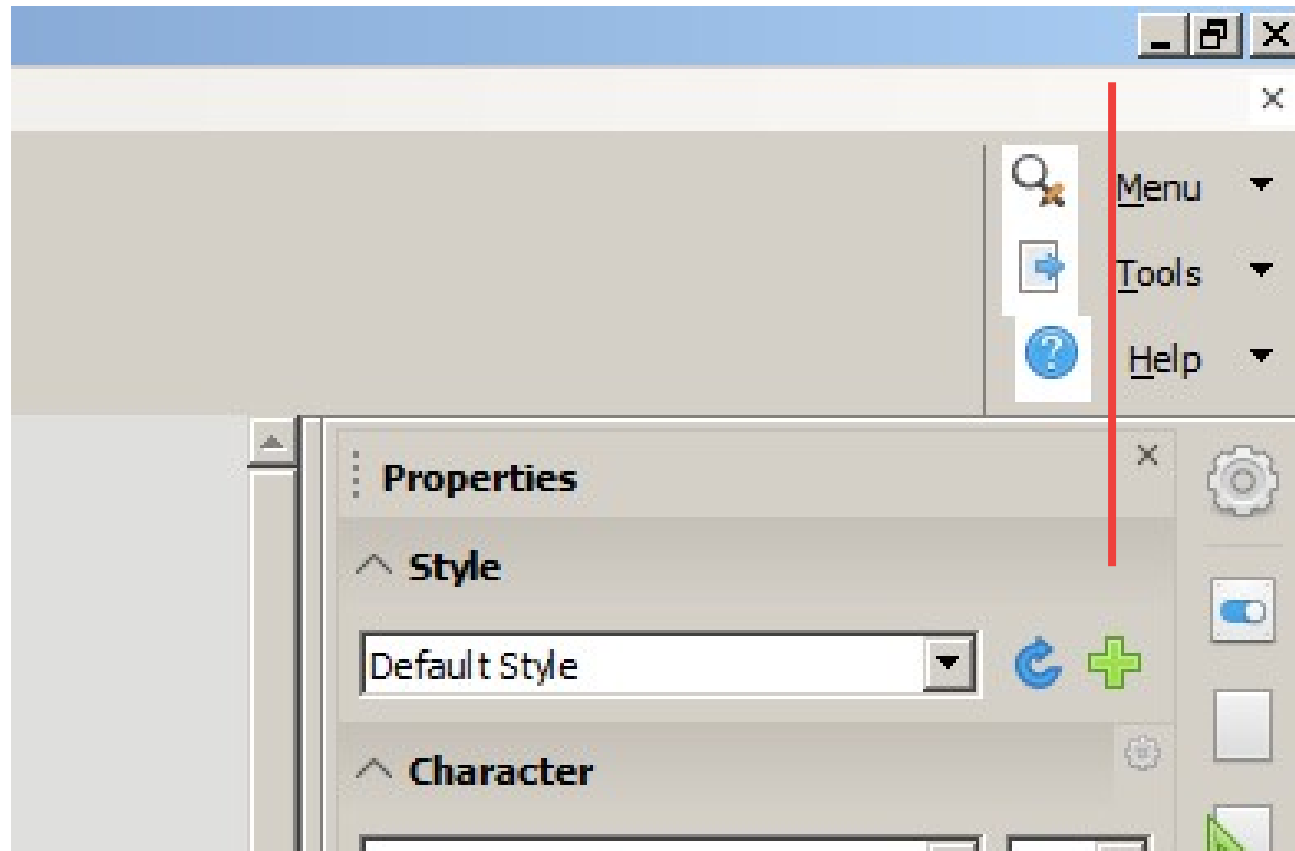 Menu
Tools
Help
Properties
Style
Default Style
Character